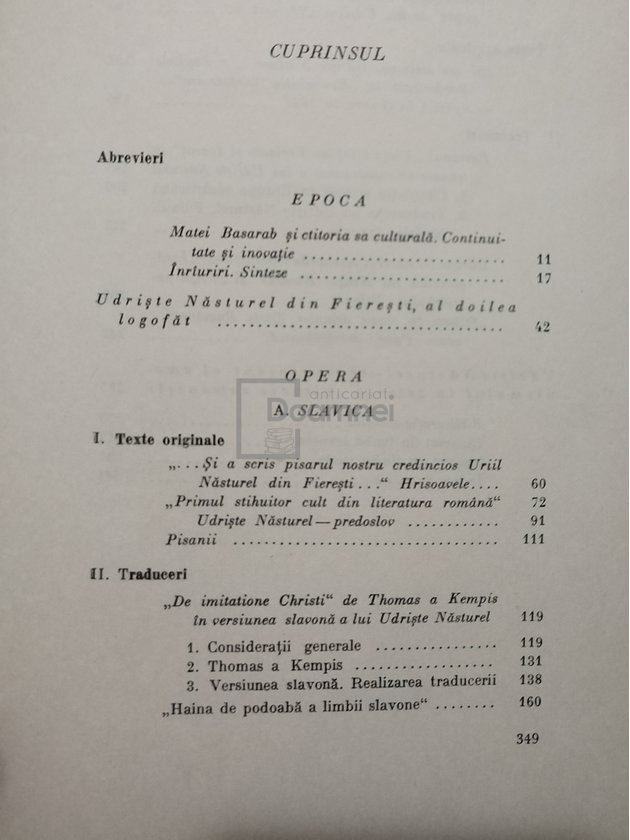 CUPRINSUL
Abrevieri
EPOCA
Matei Basarab și ctitoria sa culturală. Continui-
tate și inovație .......................... 11
Înrîuriri. Sinteze .......................... 17
Udriște Năsturel din Fierești, al doilea
logofăt .................................... 42
OPERA
anticariat
Doamnei
A. SLAVICA
I. Texte originale
„...Și a scris pisarul nostru credincios Uriil
Năsturel din Fierești...“ Hrisoavele.... 60
„Primul stihuitor cult din literatura română“ 72
Udriște Năsturel — predoslov ............ 91
Pisanii .................................. 111
II. Traduceri
„De imitatione Christi“ de Thomas a Kempis
în versiunea slavonă a lui Udriște Năsturel 119
1. Considerații generale ................ 119
2. Thomas a Kempis .................. 131
3. Versiunea slavonă. Realizarea traducerii 138
„Haina de podoabă a limbii slavone“ ........ 160
349